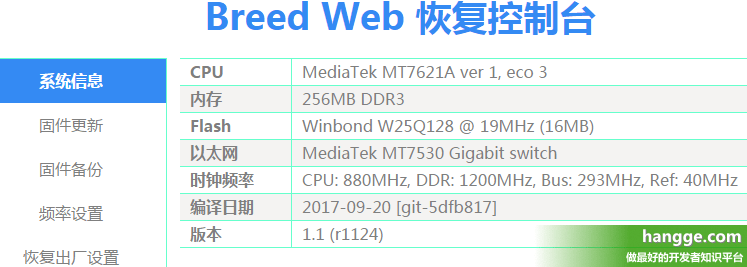 Breed Web 恢复控制台
系统信息
固件更新
固件备份
频率设置
恢复出厂设置
CPU MediaTek MT7621A ver 1, eco 3
内存 256MB DDR3
Flash Winbond W25Q128 @ 19MHz (16MB)
以太网 MediaTek MT7530 Gigabit switch
时钟频率 CPU: 880MHz, DDR: 1200MHz, Bus: 293MHz, Ref: 40MHz
编译日期 2017-09-20 [git-5dfb817]
版本 1.1 (r1124)
hangge.com
做最好的开发者知识平台